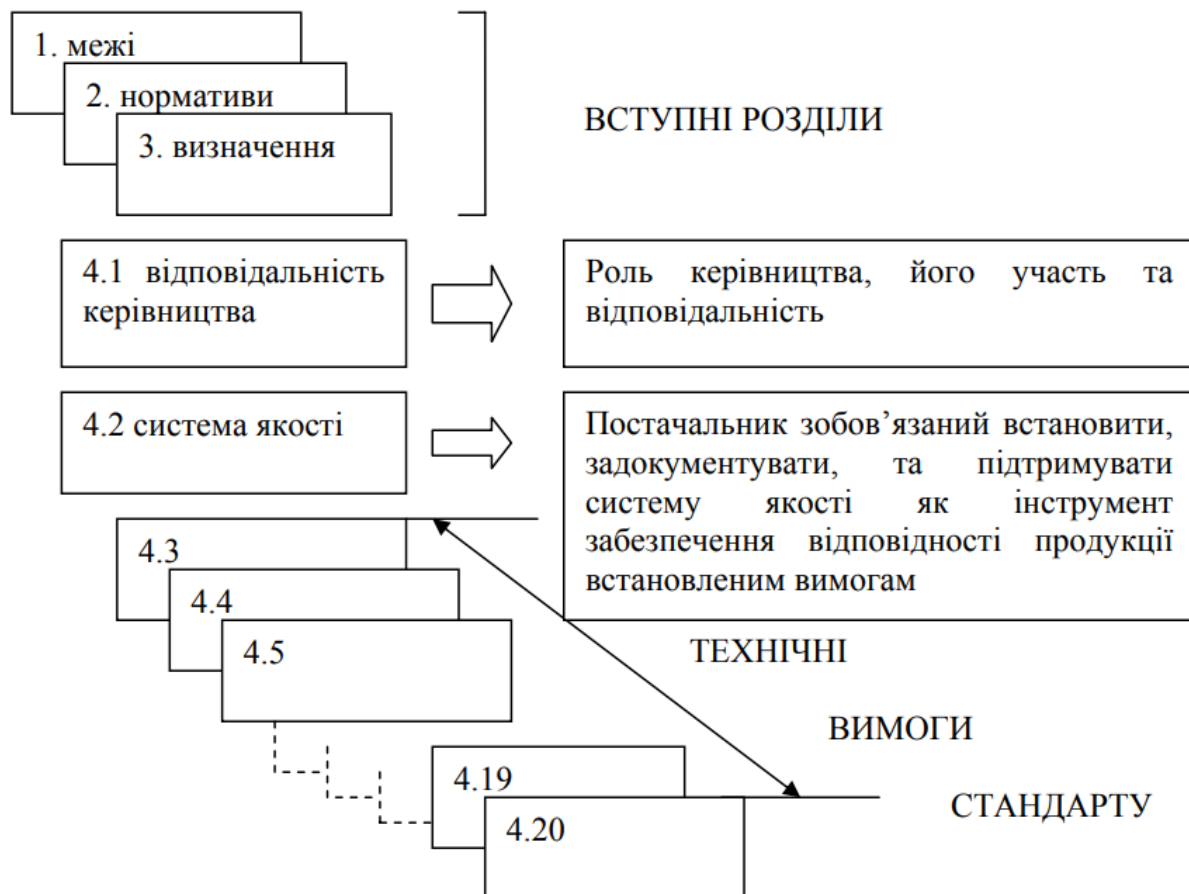 1. межі
2. нормативи
3. визначення
ВСТУПНІ РОЗДІЛИ
4.1 відповідальність
керівництва
Роль керівництва, його участь та
відповідальність
4.2 система якості
Постачальник зобов’язаний встановити,
задокументувати, та підтримувати
систему якості як інструмент
забезпечення відповідності продукції
встановленим вимогам
4.3
4.4
4.5
ТЕХНІЧНІ
ВИМОГИ
4.19
СТАНДАРТУ
4.20